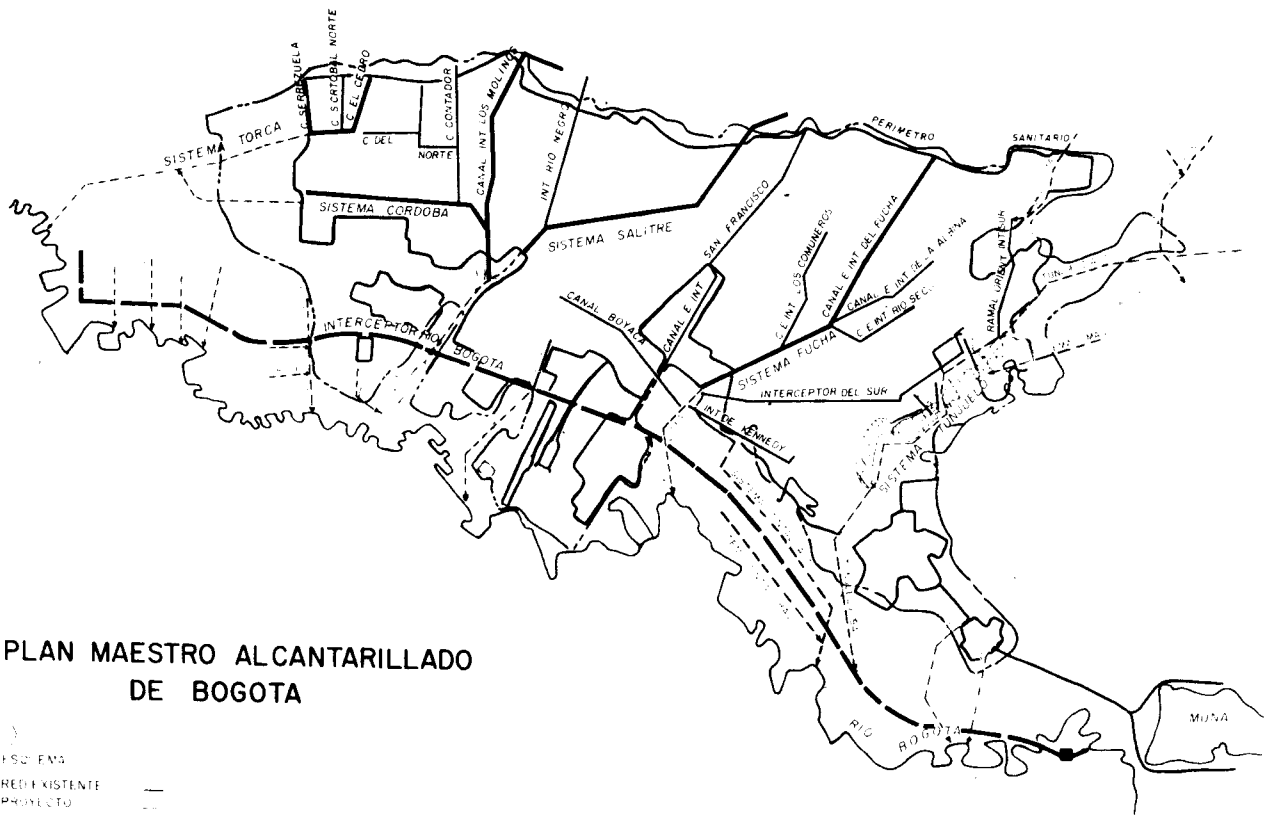 C. SERREZUELA
C. S. CRTOBAL NORTE
C. EL CEDRO
SISTEMA TORCA
C DEL
NORTE
C CONTADOR
CANAL INT LOS MOLINOS
INT RIO NEGRO
PERIMETRO
SANITARIO
SISTEMA CORDOBA
SISTEMA SALITRE
SAN FRANCISCO
CANAL E INT
C.E INT LOS COMUNEROS
CANAL E INT DEL FUCHA
CANAL E INT. DE LA ALBINA
C.E INT RIO SECO
RAMAL ORIENT INT SUR
CANAL BOYACA
INTERCEPTOR RIO BOGOTA
SISTEMA FUCHA
INTERCEPTOR DEL SUR
INT DE KENNEDY
SISTEMA TUNJUELO
RIO BOGOTA
MUNA
PLAN MAESTRO ALCANTARILLADO
DE BOGOTA
ESQUEMA
RED EXISTENTE
PROYECTO